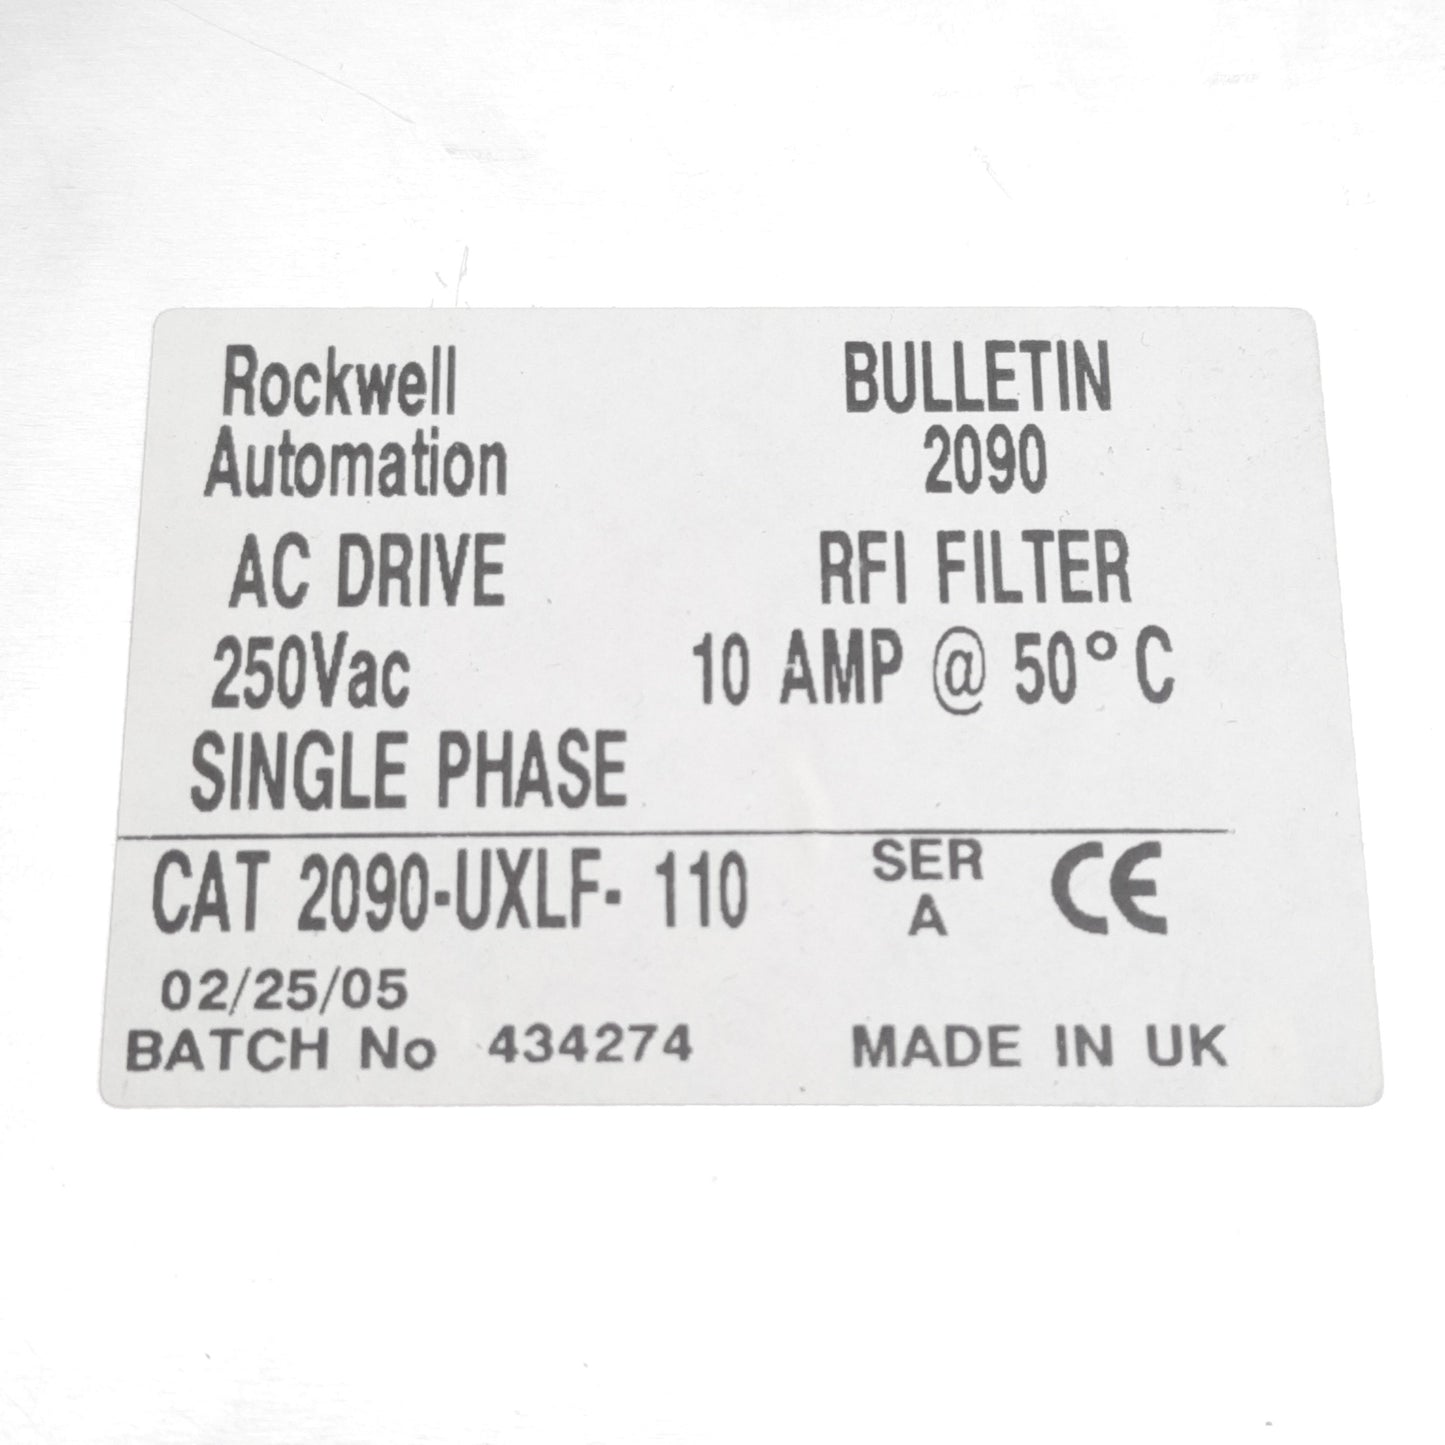 Rockwell BULLETIN
Automation 2090
AC DRIVE RFI FILTER
250Vac 10 AMP @ 50°C
SINGLE PHASE
CAT 2090-UXLF- 110 SER A CE
02/25/05
BATCH No 434274 MADE IN UK